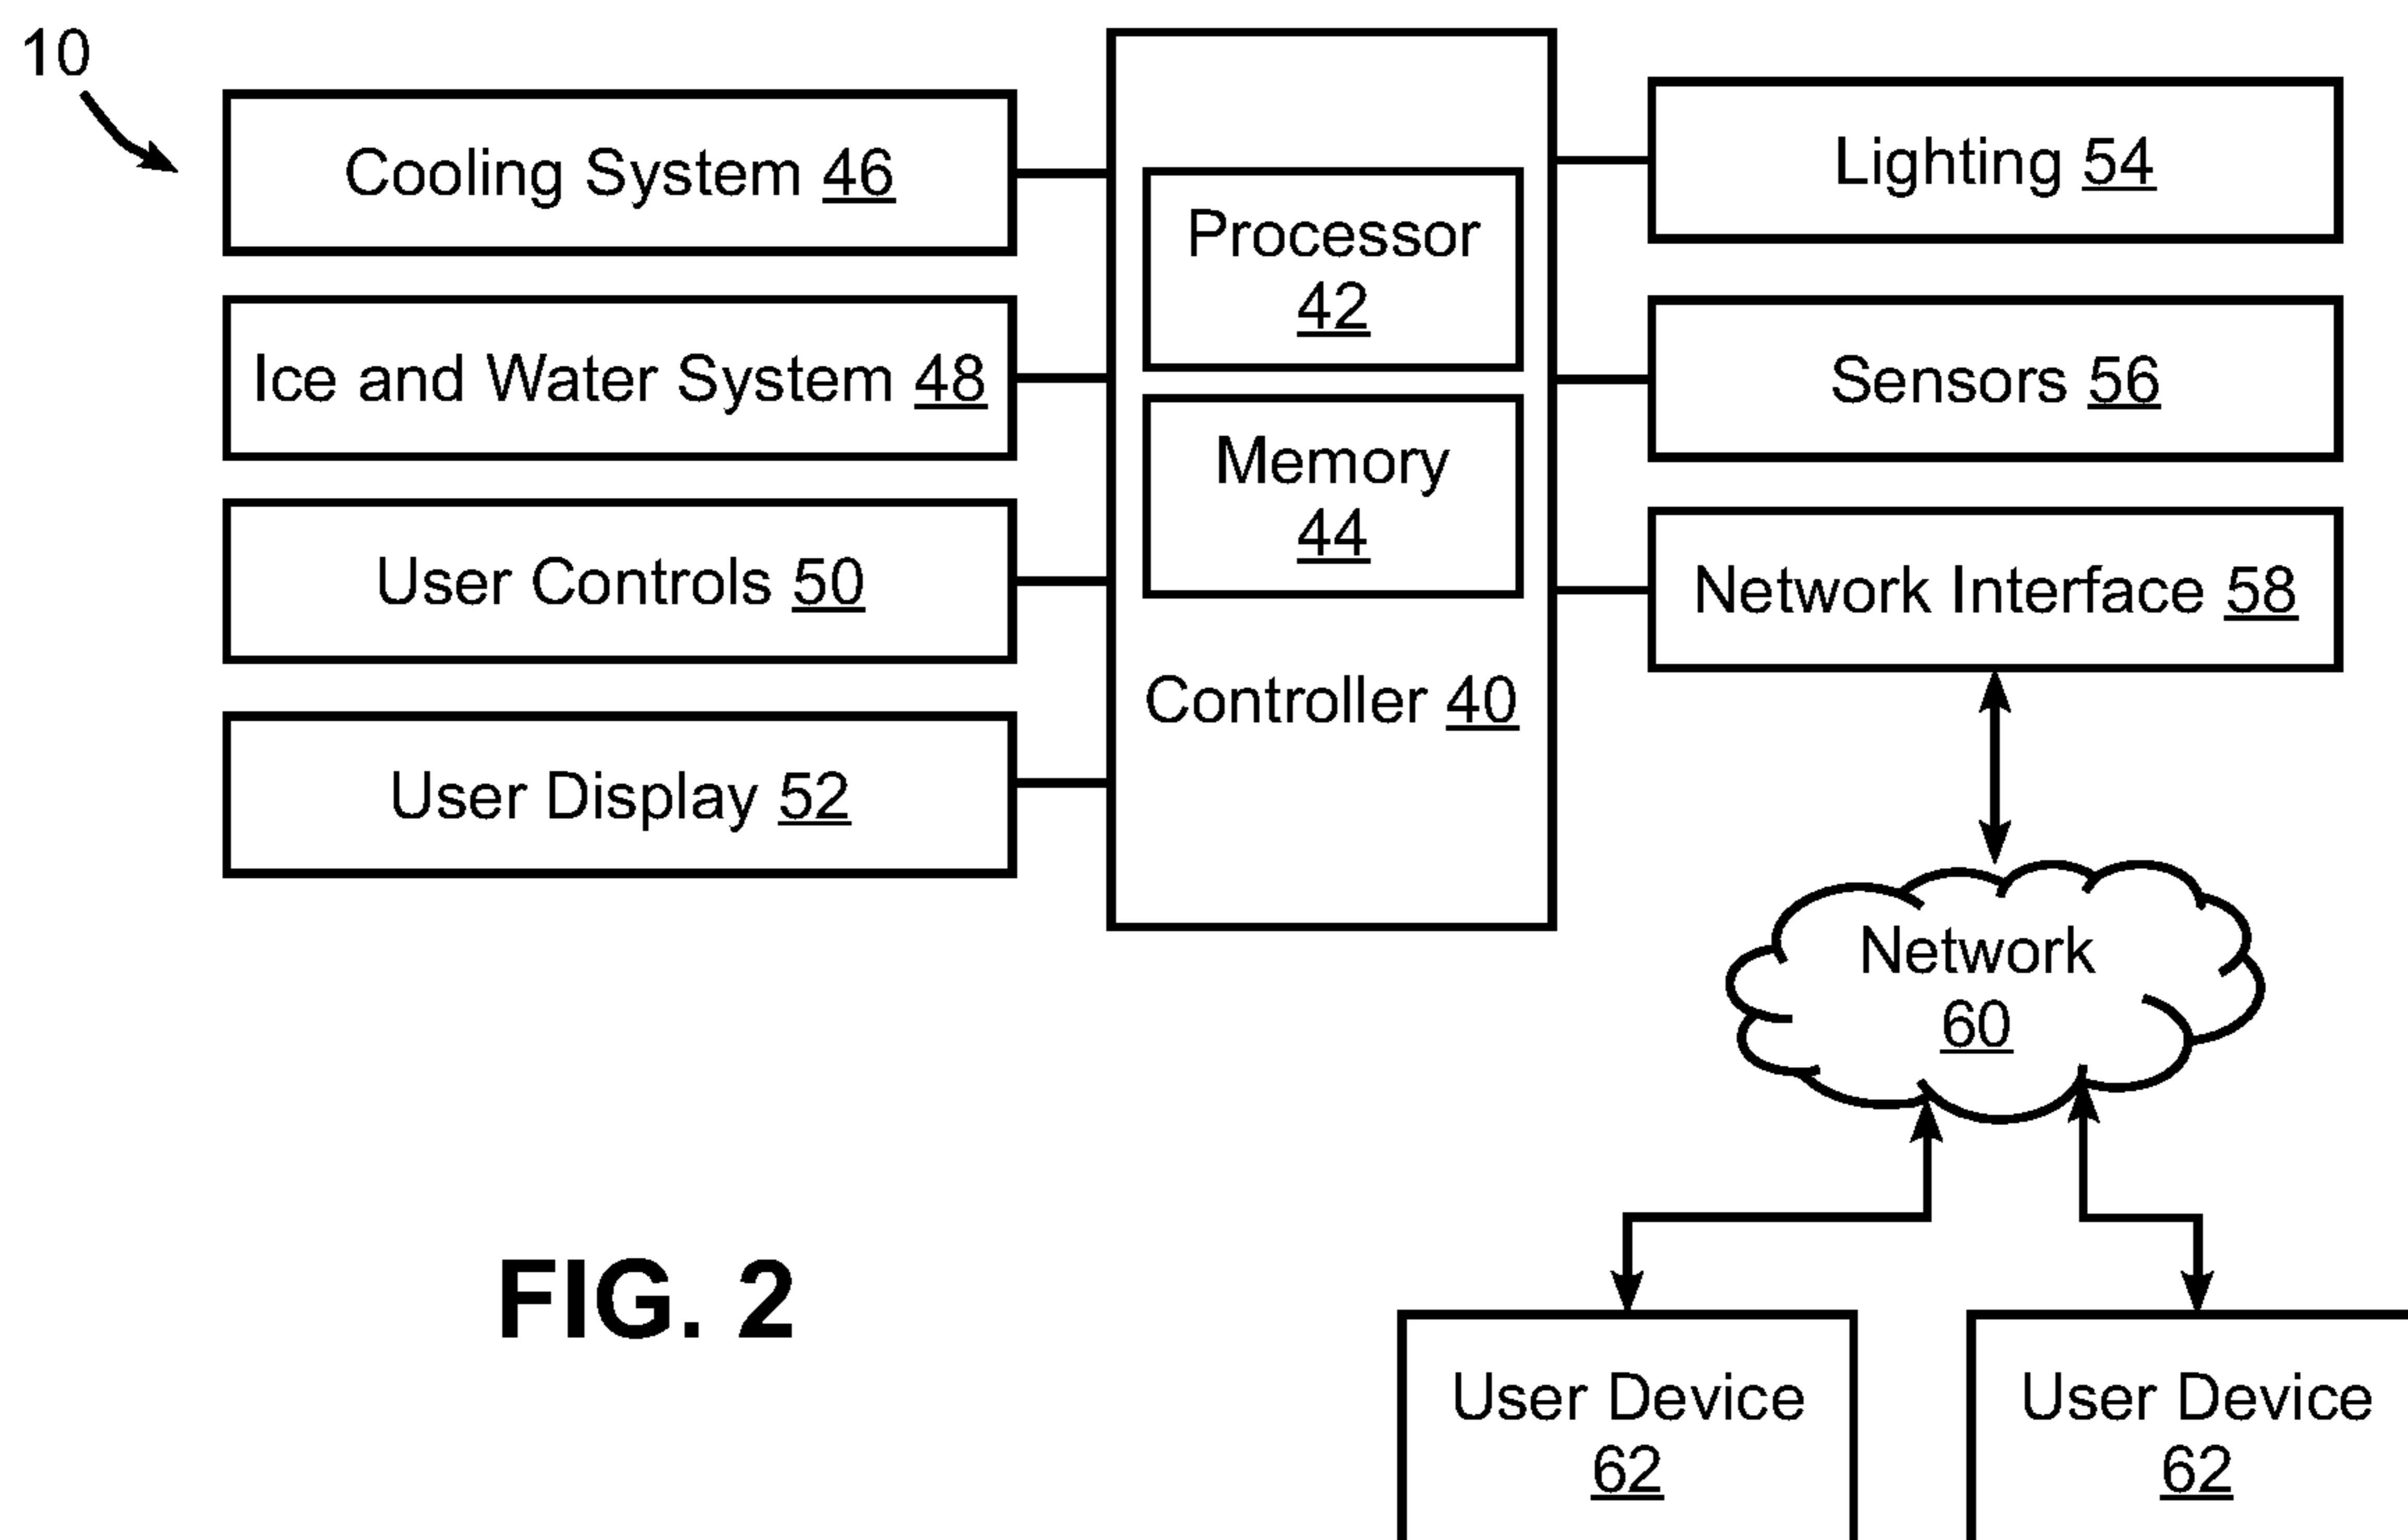 10
Cooling System 46
Ice and Water System 48
User Controls 50
User Display 52
Processor
42
Memory
44
Controller 40
Lighting 54
Sensors 56
Network Interface 58
Network
60
User Device
62
User Device
62
FIG. 2